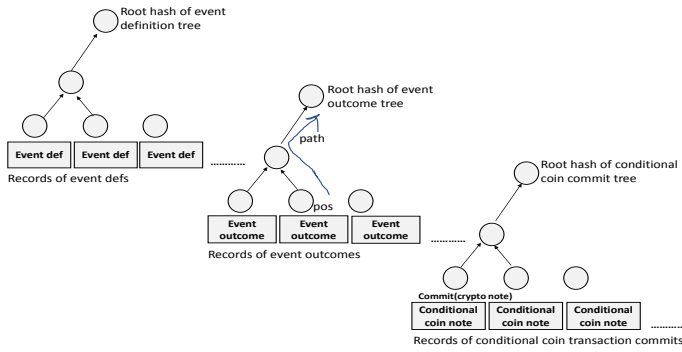 Root hash of event
definition tree
Event def Event def Event def ............
Records of event defs
Root hash of event
outcome tree
path
pos
Event outcome Event outcome Event outcome ............
Records of event outcomes
Root hash of conditional
coin commit tree
Commit(crypto note)
Conditional coin note Conditional coin note Conditional coin note ............
Records of conditional coin transaction commits